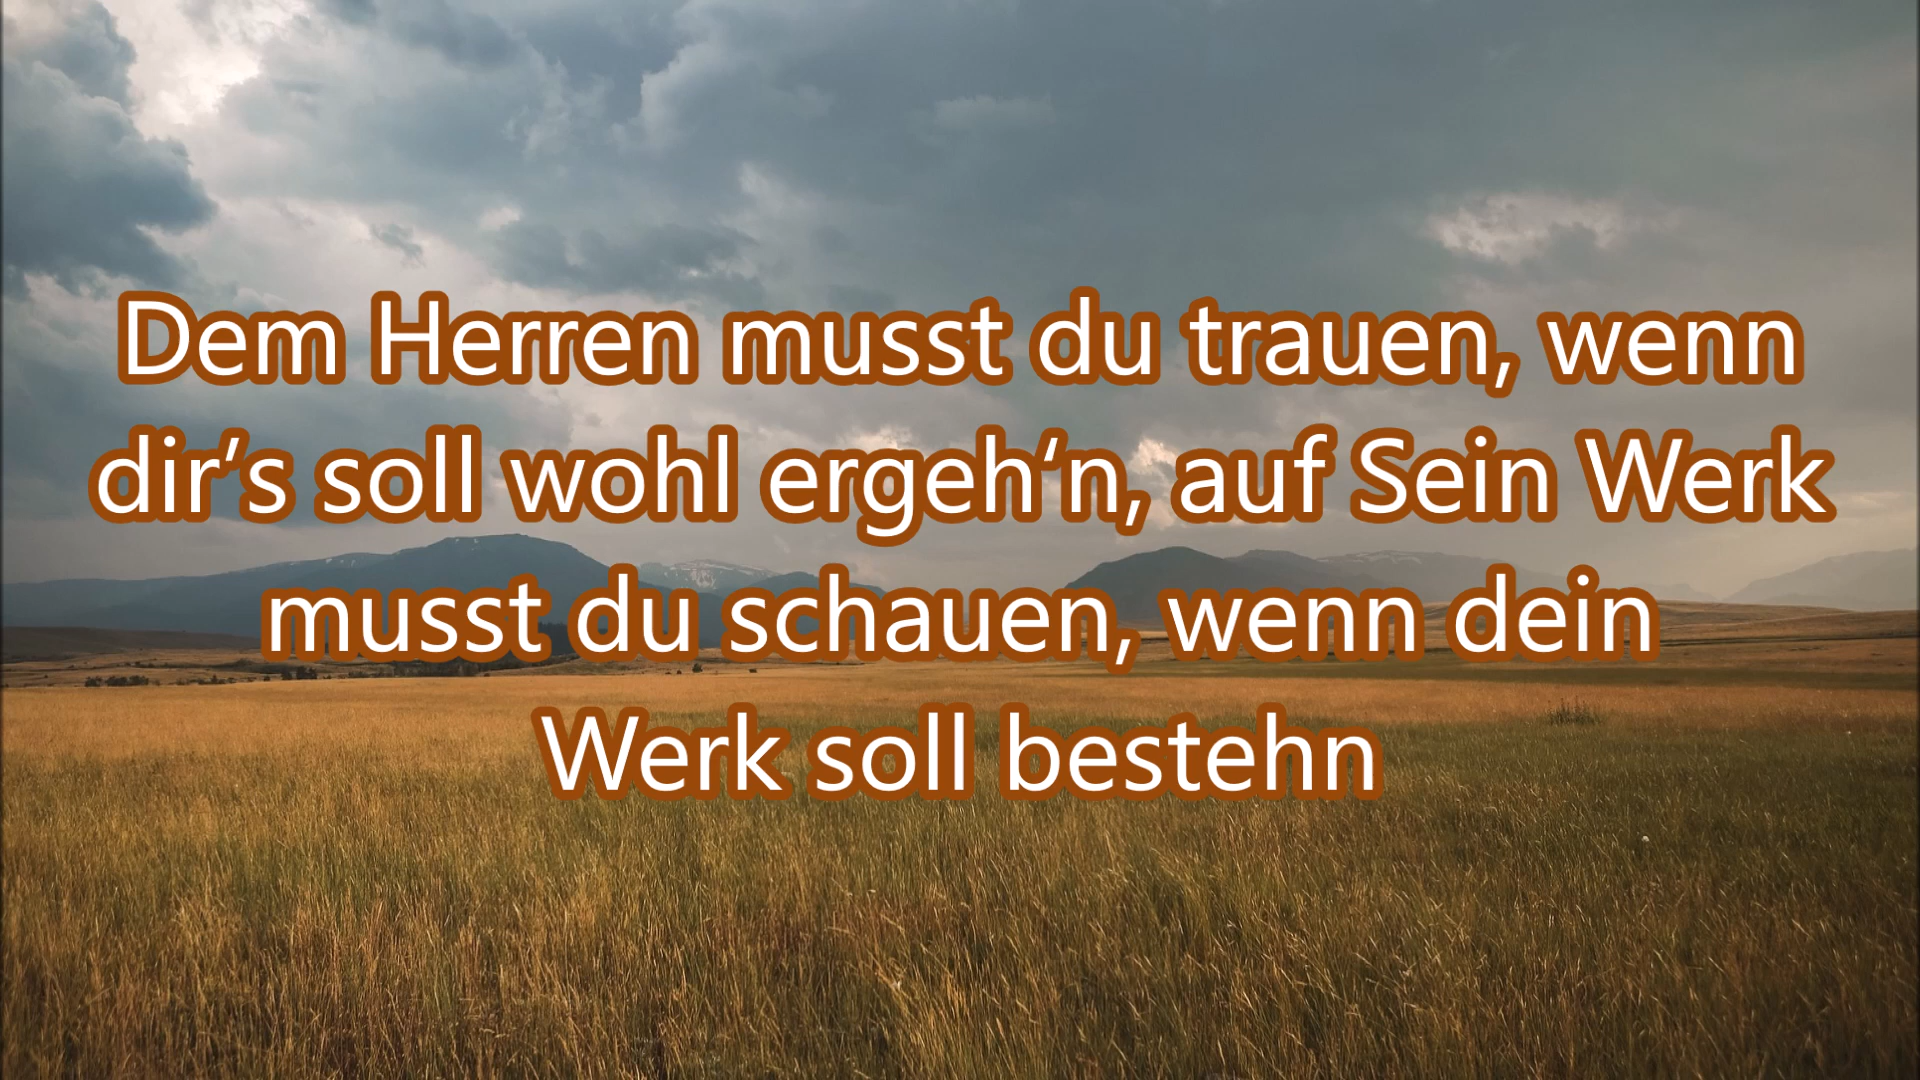 Dem Herren musst du trauen, wenn
dir’s soll wohl ergeh‘n, auf Sein Werk
musst du schauen, wenn dein
Werk soll bestehn